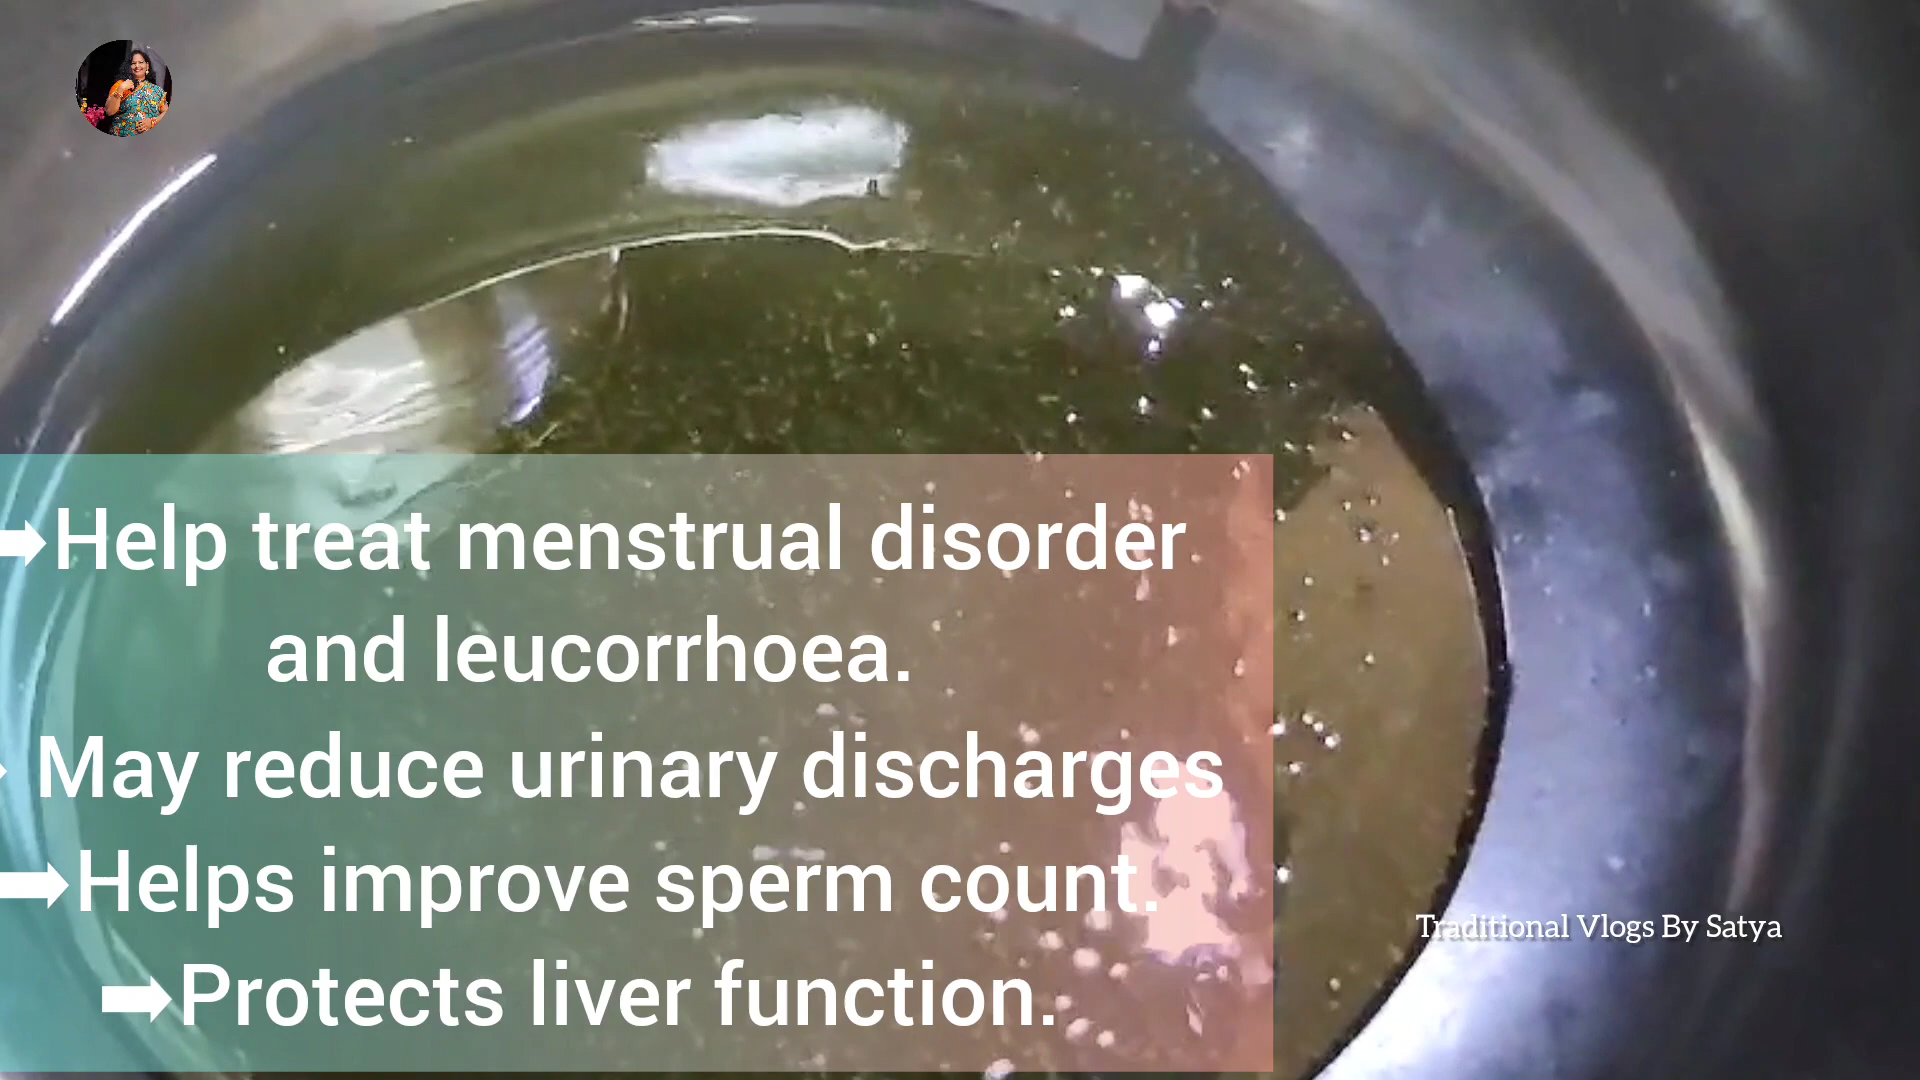 ➡Help treat menstrual disorder
and leucorrhoea.
➡ May reduce urinary discharges
➡Helps improve sperm count.
➡Protects liver function.
Traditional Vlogs By Satya